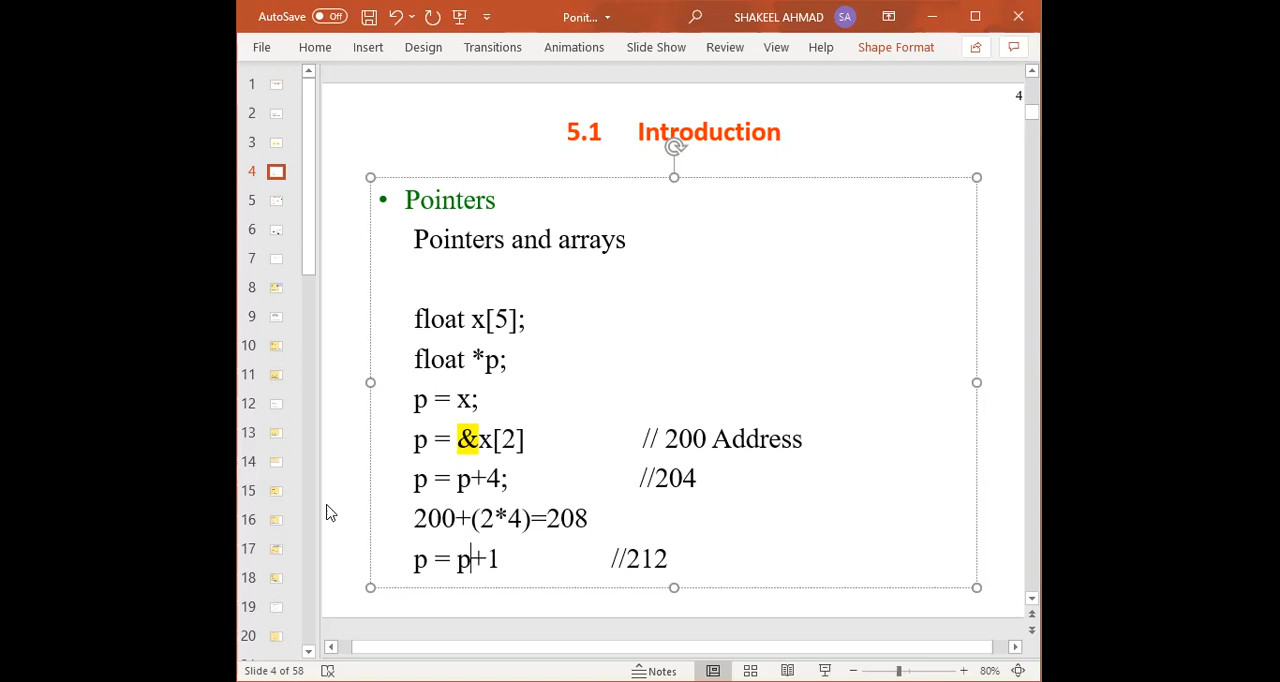 AutoSave Off Ponit... SHAKEEL AHMAD SA
File Home Insert Design Transitions Animations Slide Show Review View Help Shape Format
1
2
3
4
5
6
7
8
9
10
11
12
13
14
15
16
17
18
19
20
4
5.1 Introduction
• Pointers
Pointers and arrays
float x[5];
float *p;
p = x;
p = &x[2] // 200 Address
p = p+4; //204
200+(2*4)=208
p = p+1 //212
Slide 4 of 58 Notes 80%